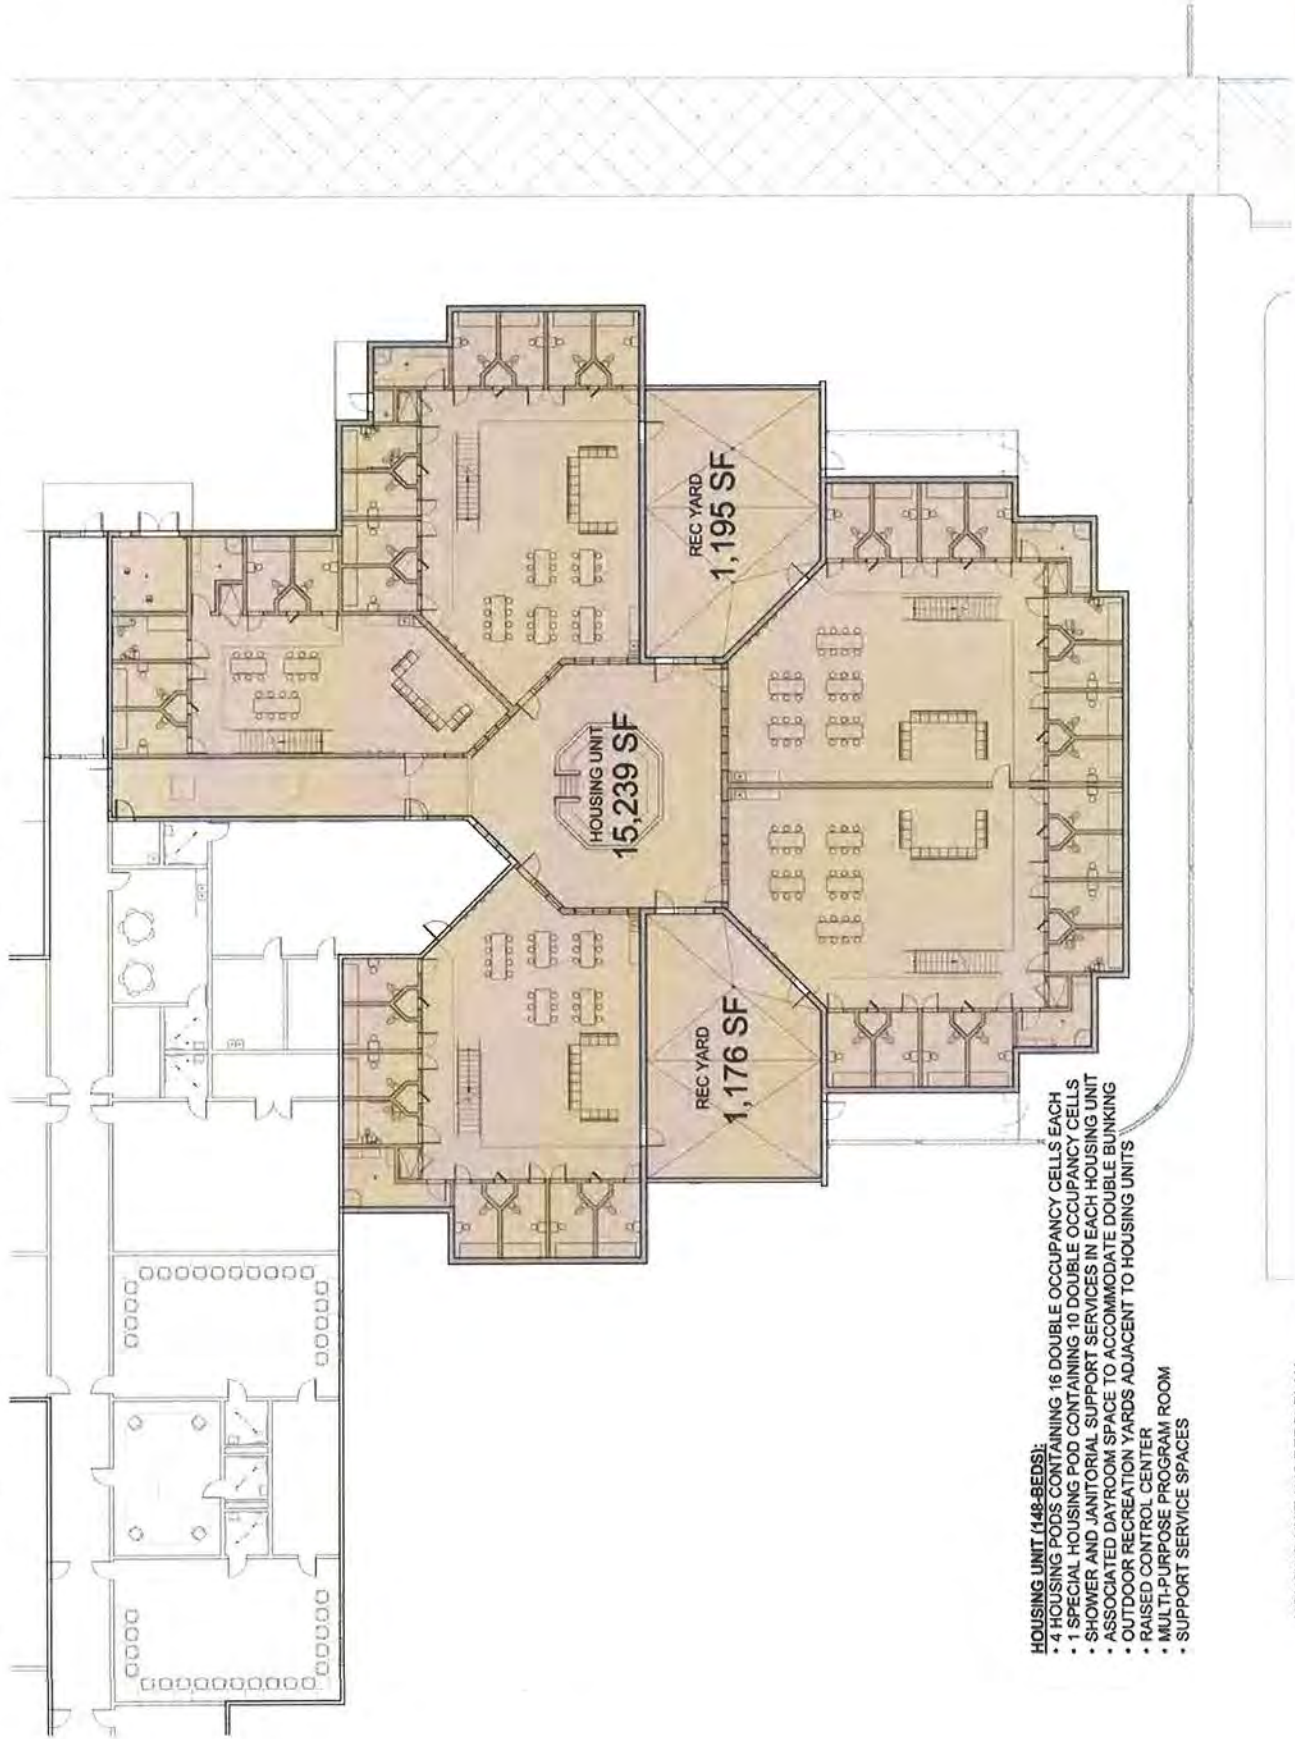 HOUSING UNIT
15,239 SF
REC YARD
1,195 SF
REC YARD
1,176 SF
HOUSING UNIT (148-BEDS):
• 4 HOUSING PODS CONTAINING 16 DOUBLE OCCUPANCY CELLS EACH
• 1 SPECIAL HOUSING POD CONTAINING 10 DOUBLE OCCUPANCY CELLS
• SHOWER AND JANITORIAL SUPPORT SERVICES IN EACH HOUSING UNIT
• ASSOCIATED DAYROOM SPACE TO ACCOMMODATE DOUBLE BUNKING
• OUTDOOR RECREATION YARDS ADJACENT TO HOUSING UNITS
• RAISED CONTROL CENTER
• MULTI-PURPOSE PROGRAM ROOM
• SUPPORT SERVICE SPACES